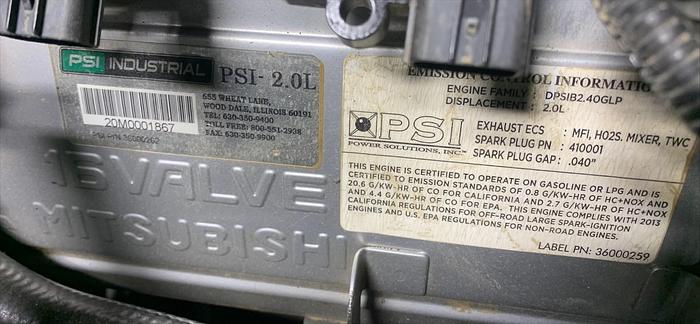 PSI INDUSTRIAL
PSI- 2.0L
20M0001867
655 WHEAT LANE,
WOOD DALE, ILLINOIS 60191
TEL: 630-350-9400
TOLL FREE: 800-551-2938
FAX: 630-350-9900
PSI P/N 36000262
16VALVE
MITSUBISHI
EMISSION CONTROL INFORMATIO
ENGINE FAMILY : DPSIB2.40GLP
DISPLACEMENT : 2.0L
PSI
POWER SOLUTIONS, INC.
EXHAUST ECS : MFI, HO2S, MIXER, TWC
SPARK PLUG PN : 410001
SPARK PLUG GAP : .040"
THIS ENGINE IS CERTIFIED TO OPERATE ON GASOLINE OR LPG AND IS
CERTIFIED TO EMISSION STANDARDS OF 0.8 G/KW-HR OF HC+NOX AND
20.6 G/KW-HR OF CO FOR CALIFORNIA AND 2.7 G/KW-HR OF HC+NOX
AND 4.4 G/KW-HR OF CO FOR EPA. THIS ENGINE COMPLIES WITH 2013
CALIFORNIA REGULATIONS FOR OFF-ROAD LARGE SPARK-IGNITION
ENGINES AND U.S. EPA REGULATIONS FOR NON-ROAD ENGINES.
LABEL PN: 36000259